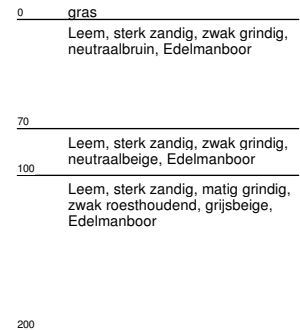 0 gras
Leem, sterk zandig, zwak grindig,
neutraalbruin, Edelmanboor
70
Leem, sterk zandig, zwak grindig,
neutraalbeige, Edelmanboor
100
Leem, sterk zandig, matig grindig,
zwak roesthoudend, grijsbeige,
Edelmanboor
200